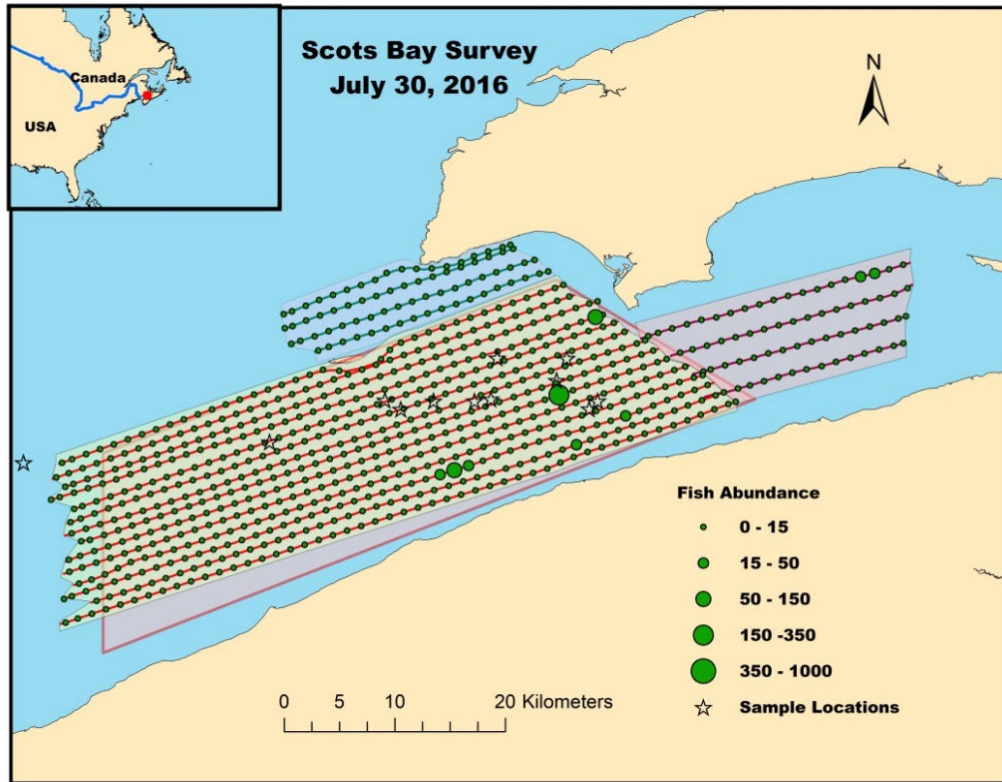 Canada
USA
Scots Bay Survey
July 30, 2016
N
Fish Abundance
0 - 15
15 - 50
50 - 150
150 -350
350 - 1000
Sample Locations
0 5 10 20 Kilometers